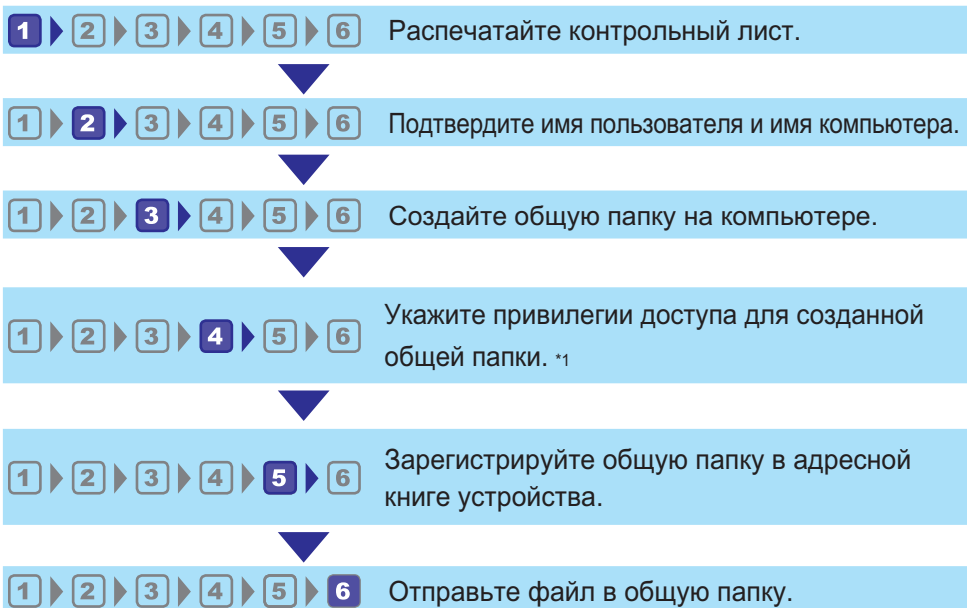 1 2 3 4 5 6 Распечатайте контрольный лист.
1 2 3 4 5 6 Подтвердите имя пользователя и имя компьютера.
1 2 3 4 5 6 Создайте общую папку на компьютере.
1 2 3 4 5 6 Укажите привилегии доступа для созданной
общей папки. *1
1 2 3 4 5 6 Зарегистрируйте общую папку в адресной
книге устройства.
1 2 3 4 5 6 Отправьте файл в общую папку.